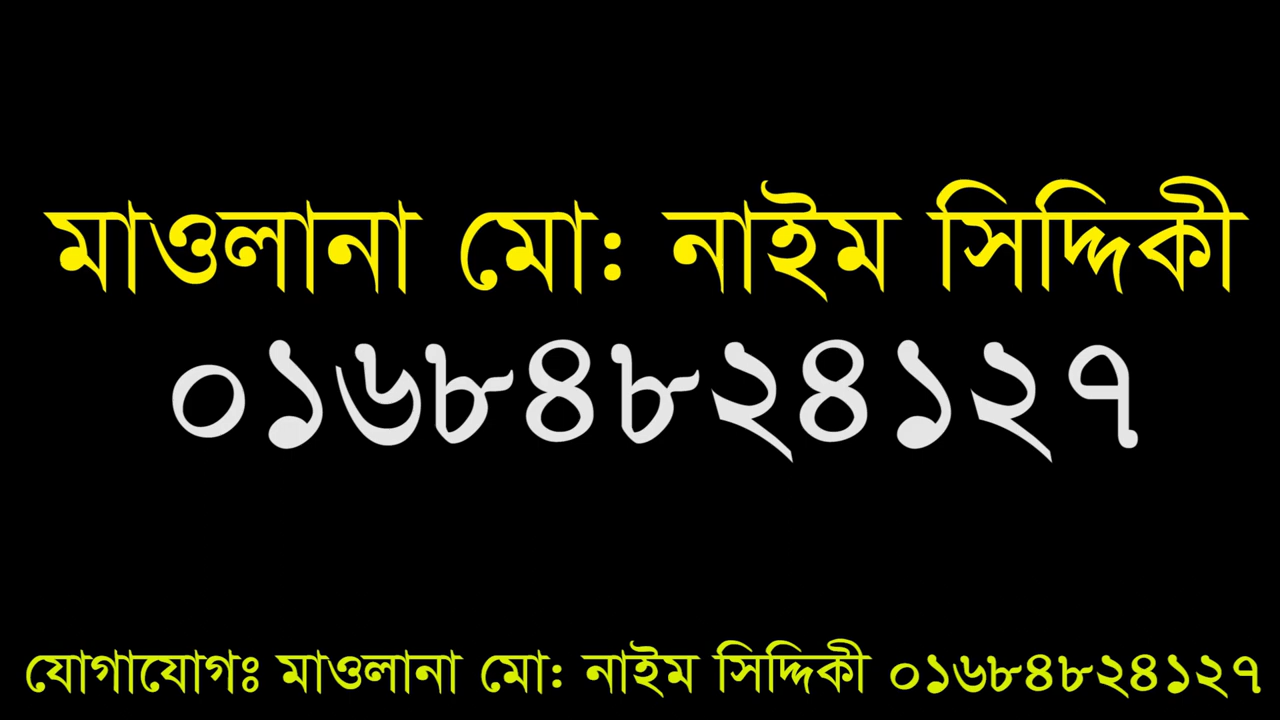 মাওলানা মো: নাইম সিদ্দিকী
০১৬৮৪৮২৪১২৭
যোগাযোগঃ মাওলানা মো: নাইম সিদ্দিকী ০১৬৮৪৮২৪১২৭